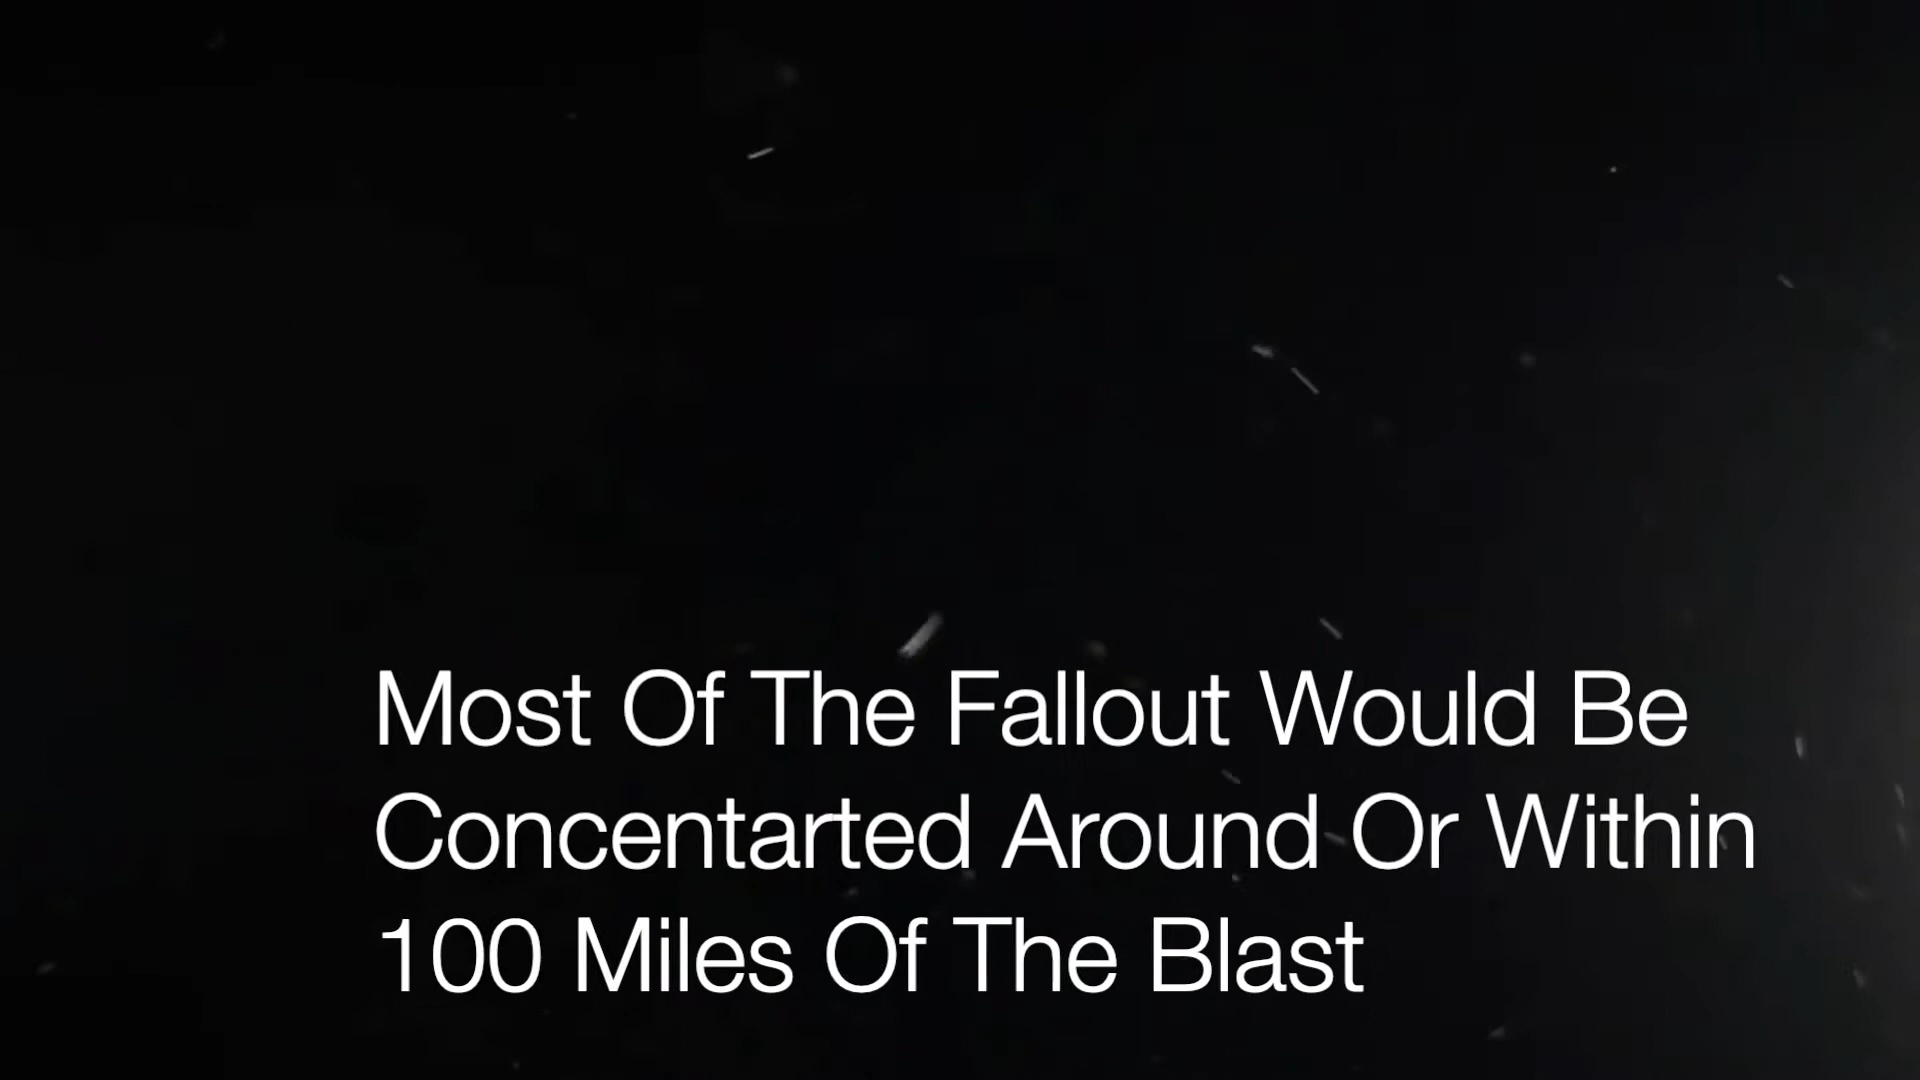 Most Of The Fallout Would Be
Concentarted Around Or Within
100 Miles Of The Blast